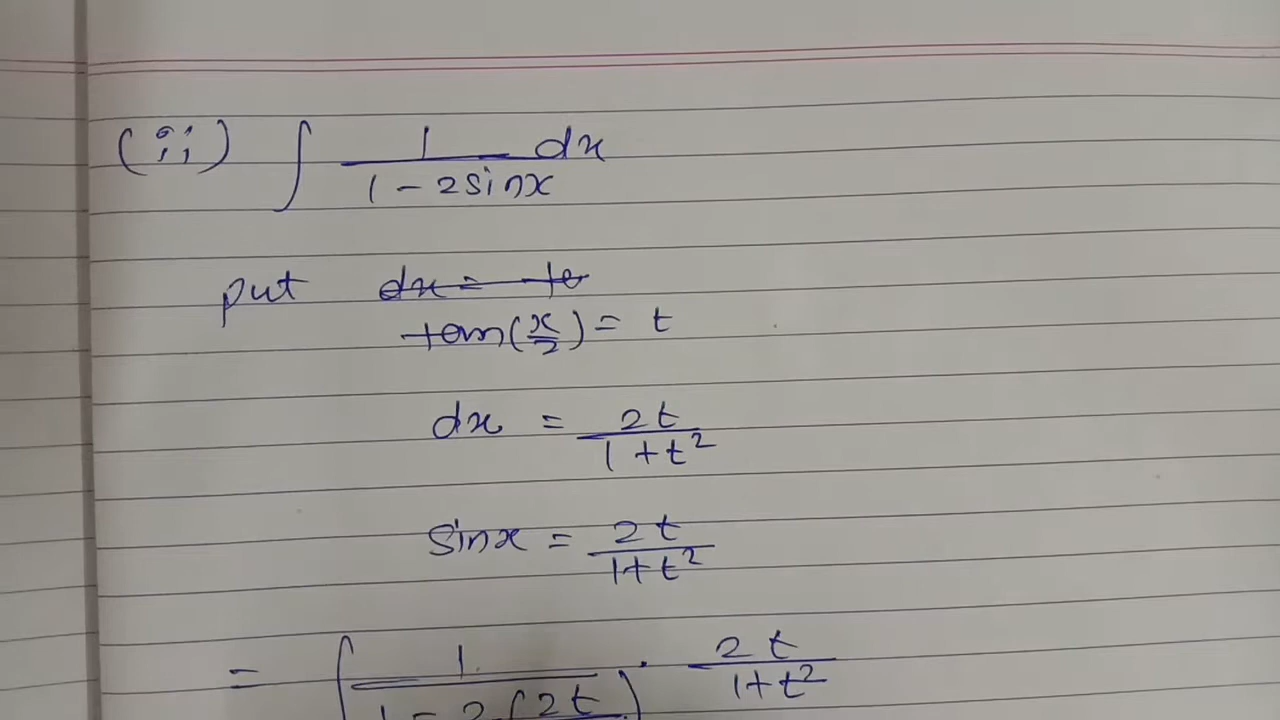 (ii) ∫ 1/(1 - 2sinx) dx
put dx = to
tan(x/2) = t
dx = 2t/(1+t²)
sinx = 2t/(1+t²)
= ∫ 1/(1 - 2(2t · 2t/(1+t²)